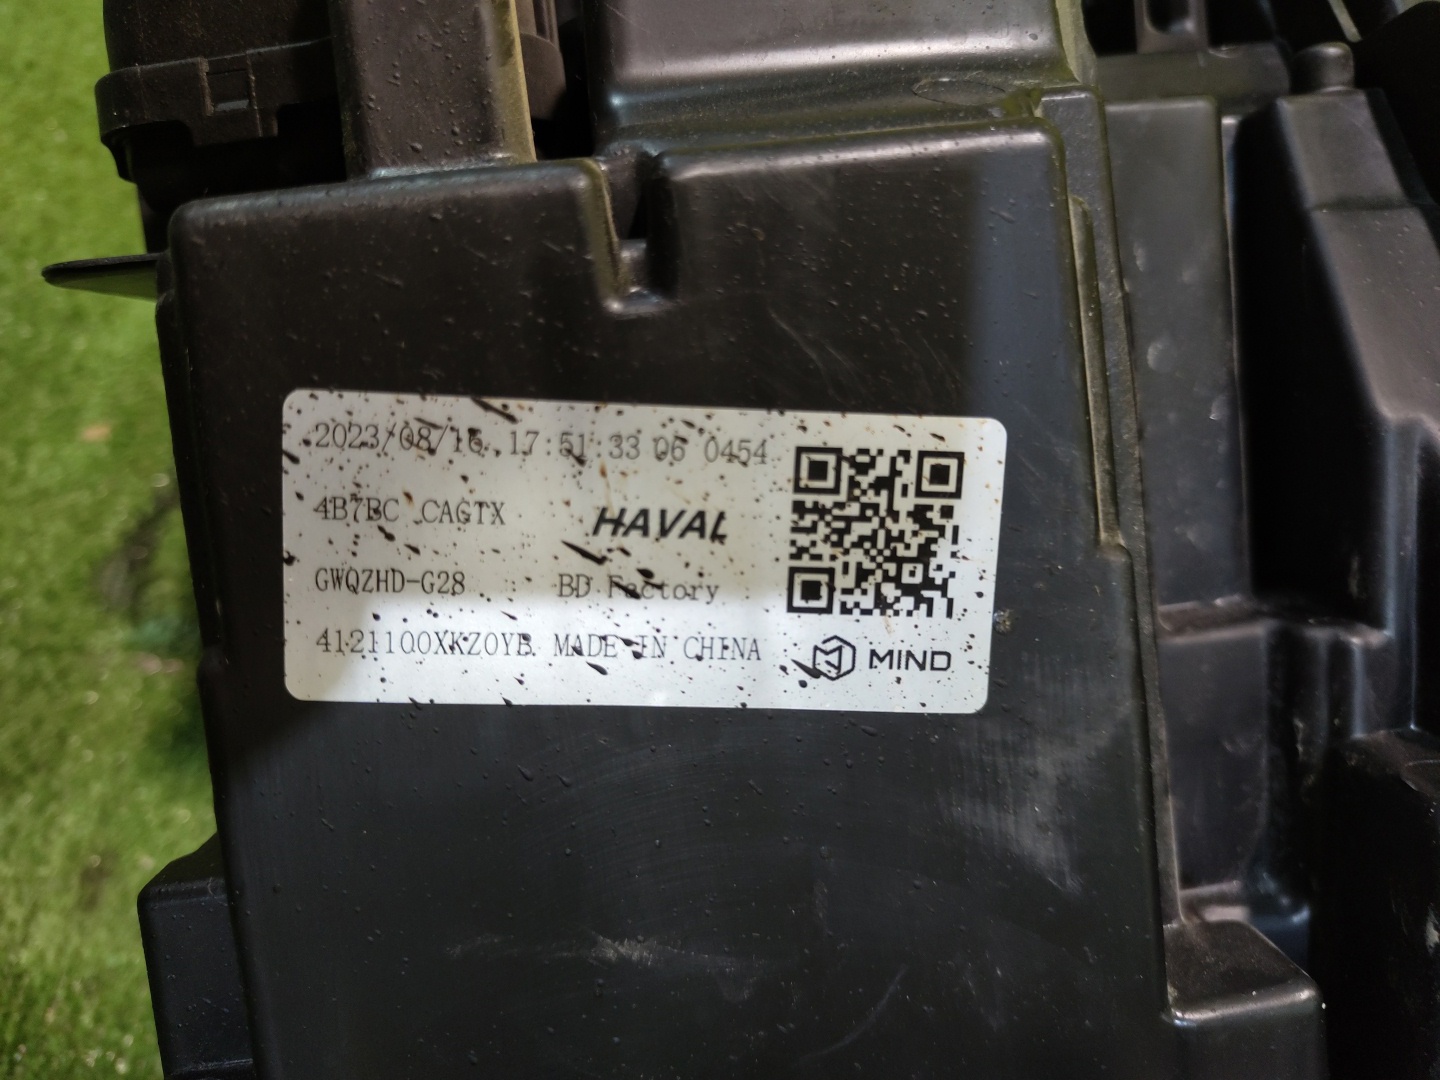 2023/08/16 17:51:33 06 0454
4B7BC CAGTX HAVAL
GWQZHD-G28 BD Factory
4121100XKZ0YB MADE IN CHINA MIND